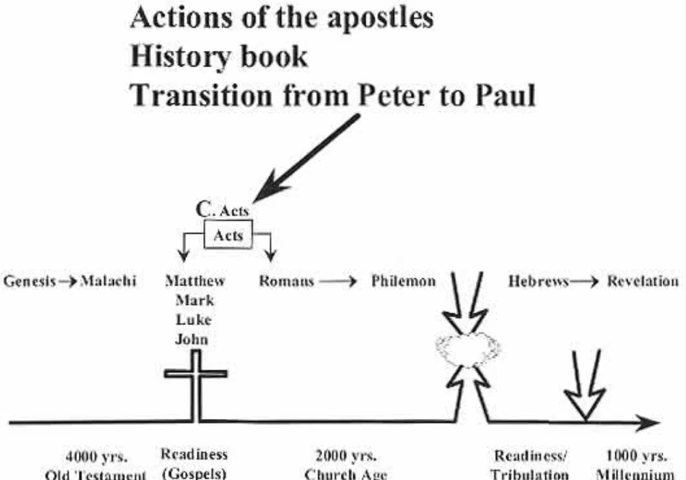 Actions of the apostles
History book
Transition from Peter to Paul
C. Acts
Acts
Genesis Malachi Matthew Romans Philemon Hebrews Revelation
Mark
Luke
John
4000 yrs. Readiness 2000 yrs. Readiness/ 1000 yrs.
Old Testament (Gospels) Church Age Tribulation Millennium